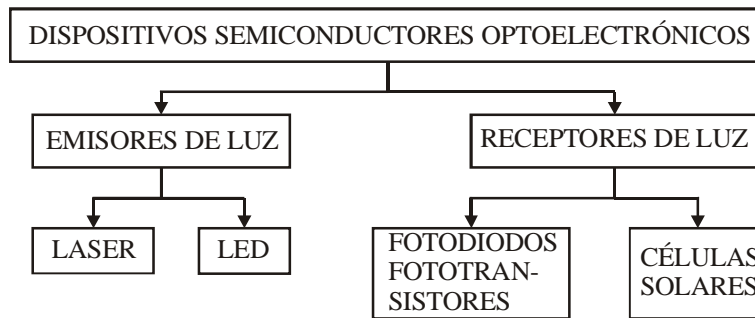 DISPOSITIVOS SEMICONDUCTORES OPTOELECTRÓNICOS
EMISORES DE LUZ
RECEPTORES DE LUZ
LASER
LED
FOTODIODOS
FOTOTRAN-
SISTORES
CÉLULAS
SOLARES